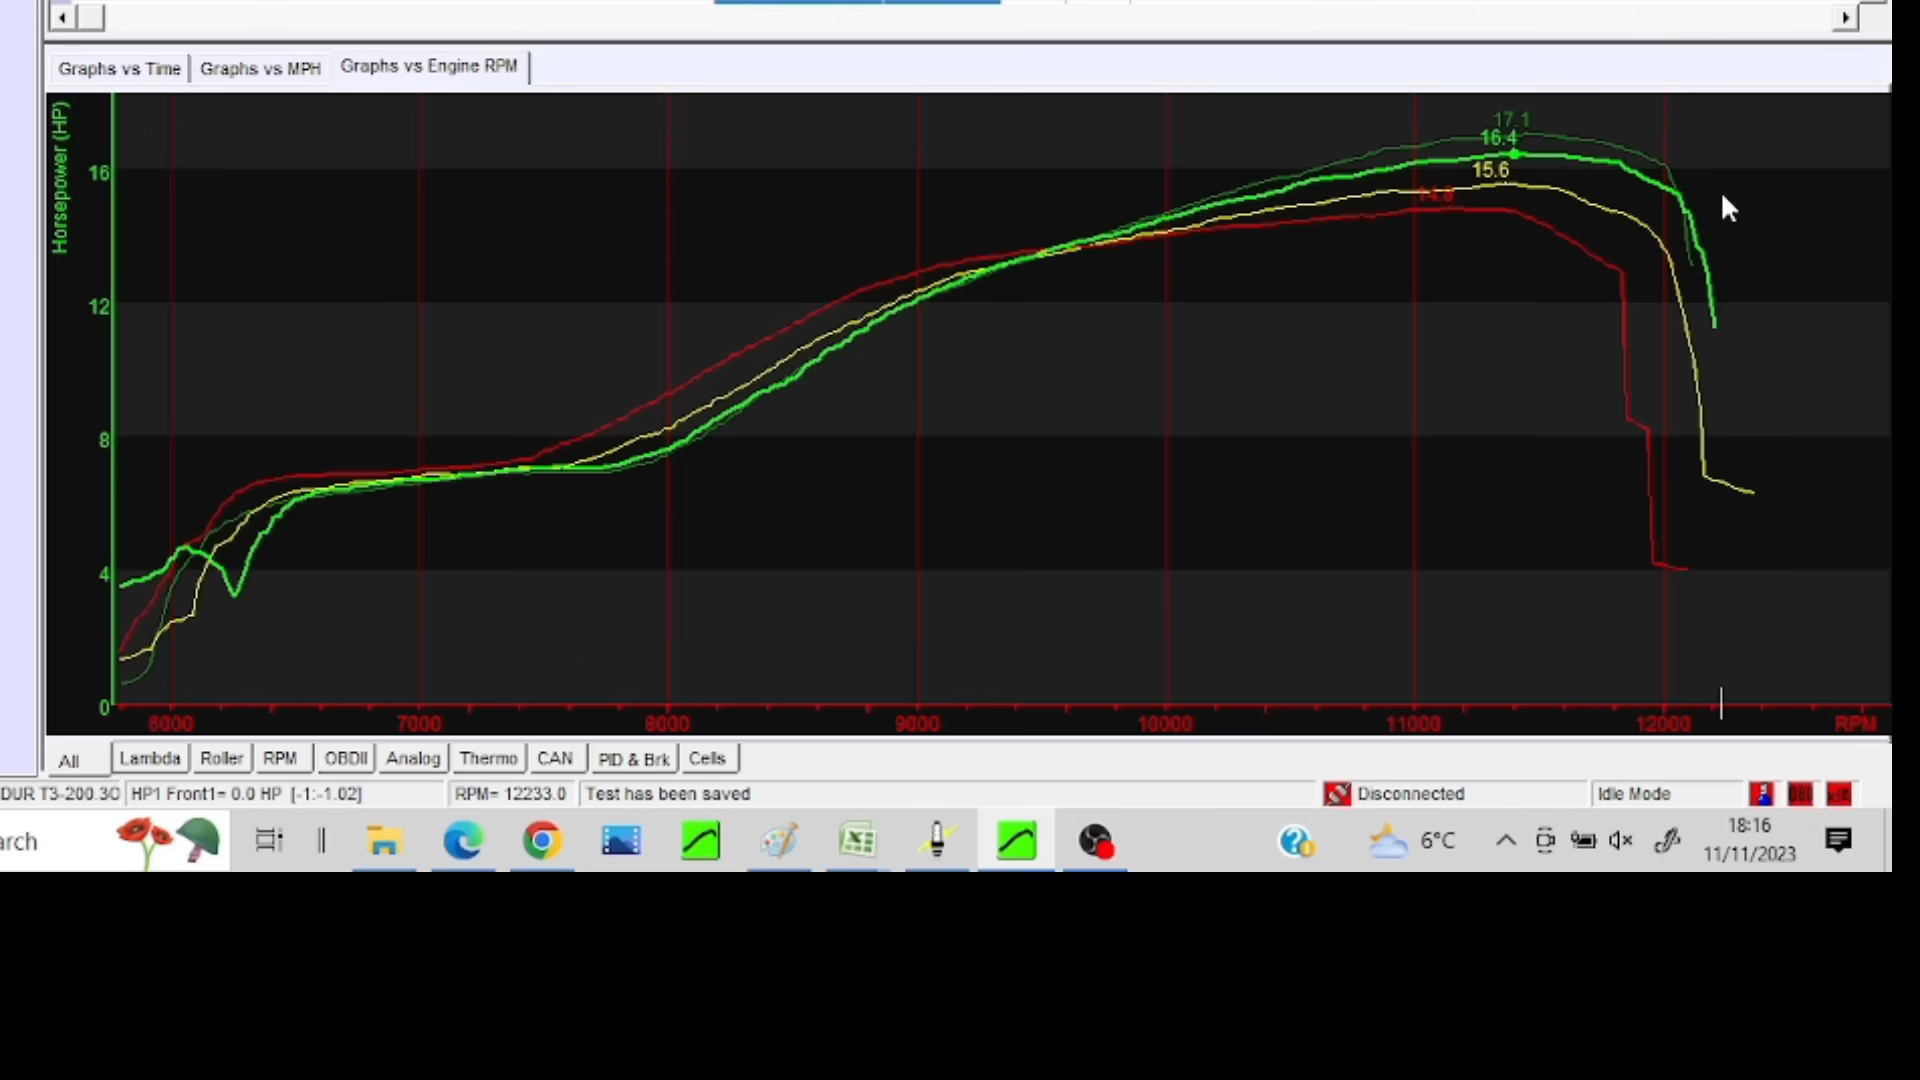 Graphs vs Time Graphs vs MPH Graphs vs Engine RPM
Horsepower (HP)
17.1
16.4
15.6
14.8
16
12
8
4
0
6000 7000 8000 9000 10000 11000 12000 RPM
All Lambda Roller RPM OBDII Analog Thermo CAN PID & Brk Cells
DUR T3-200.3C HP1 Front1= 0.0 HP [-1:-1.02] RPM= 12233.0 Test has been saved Disconnected Idle Mode
arch 6°C 18:16
11/11/2023